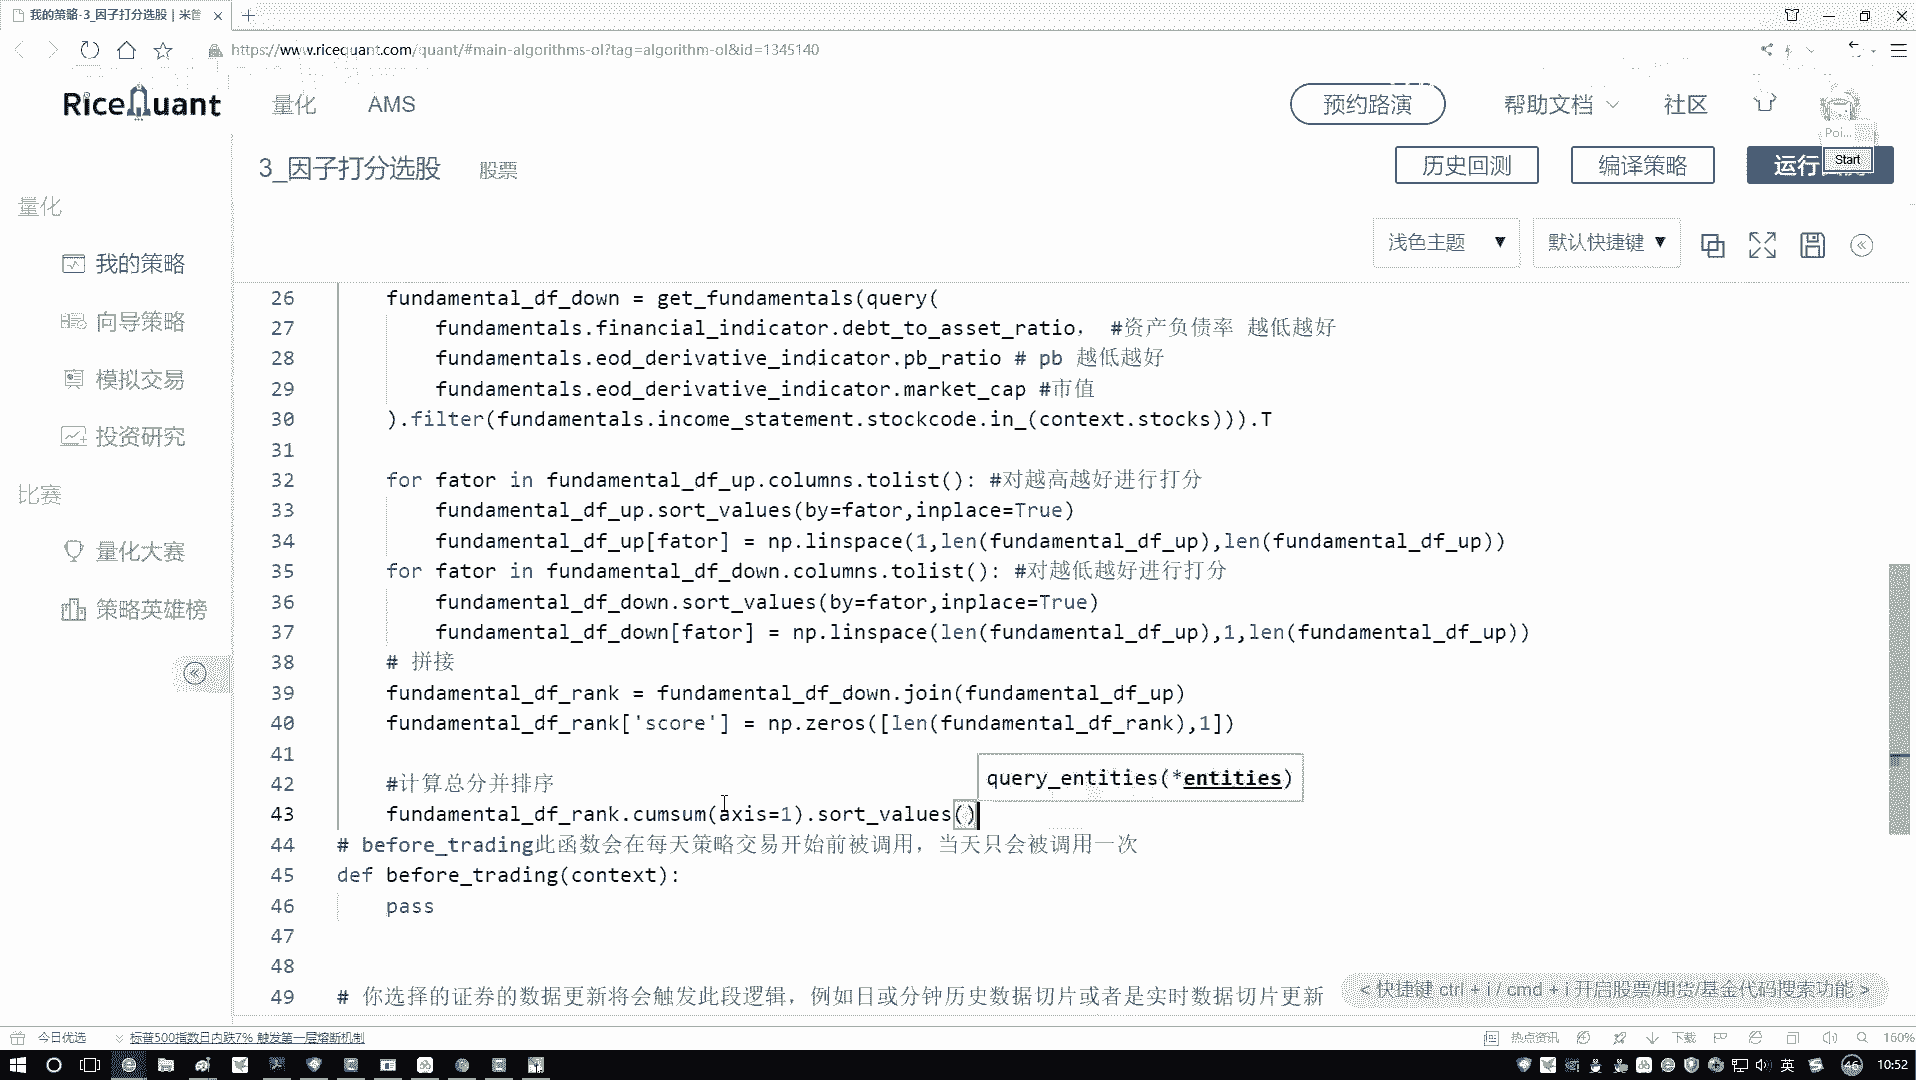 我的策略-3_因子打分选股 | 米筐
https://www.ricequant.com/quant/#main-algorithms-ol?tag=algorithm-ol&id=1345140
RiceQuant
量化
AMS
预约路演
帮助文档
社区
Poi...
3_因子打分选股
股票
历史回测
编译策略
运行
Start
量化
我的策略
向导策略
模拟交易
投资研究
比赛
量化大赛
策略英雄榜
浅色主题
默认快捷键
26 fundamental_df_down = get_fundamentals(query(
27 fundamentals.financial_indicator.debt_to_asset_ratio， #资产负债率 越低越好
28 fundamentals.eod_derivative_indicator.pb_ratio # pb 越低越好
29 fundamentals.eod_derivative_indicator.market_cap #市值
30 ).filter(fundamentals.income_statement.stockcode.in_(context.stocks))).T
31
32 for fator in fundamental_df_up.columns.tolist(): #对越高越好进行打分
33 fundamental_df_up.sort_values(by=fator,inplace=True)
34 fundamental_df_up[fator] = np.linspace(1,len(fundamental_df_up),len(fundamental_df_up))
35 for fator in fundamental_df_down.columns.tolist(): #对越低越好进行打分
36 fundamental_df_down.sort_values(by=fator,inplace=True)
37 fundamental_df_down[fator] = np.linspace(len(fundamental_df_up),1,len(fundamental_df_up))
38 # 拼接
39 fundamental_df_rank = fundamental_df_down.join(fundamental_df_up)
40 fundamental_df_rank['score'] = np.zeros([len(fundamental_df_rank),1])
41
query_entities(*entities)
42 #计算总分并排序
43 fundamental_df_rank.cumsum(axis=1).sort_values()
44 # before_trading此函数会在每天策略交易开始前被调用，当天只会被调用一次
45 def before_trading(context):
46 pass
47
48
49 # 你选择的证券的数据更新将会触发此段逻辑，例如日或分钟历史数据切片或者是实时数据切片更新
< 快捷键 ctrl + i / cmd + i 开启股票/期货/基金代码搜索功能 >
今日优选
标普500指数日内跌7% 触发第一层熔断机制
热点资讯
下载
160%
英
46
10:52